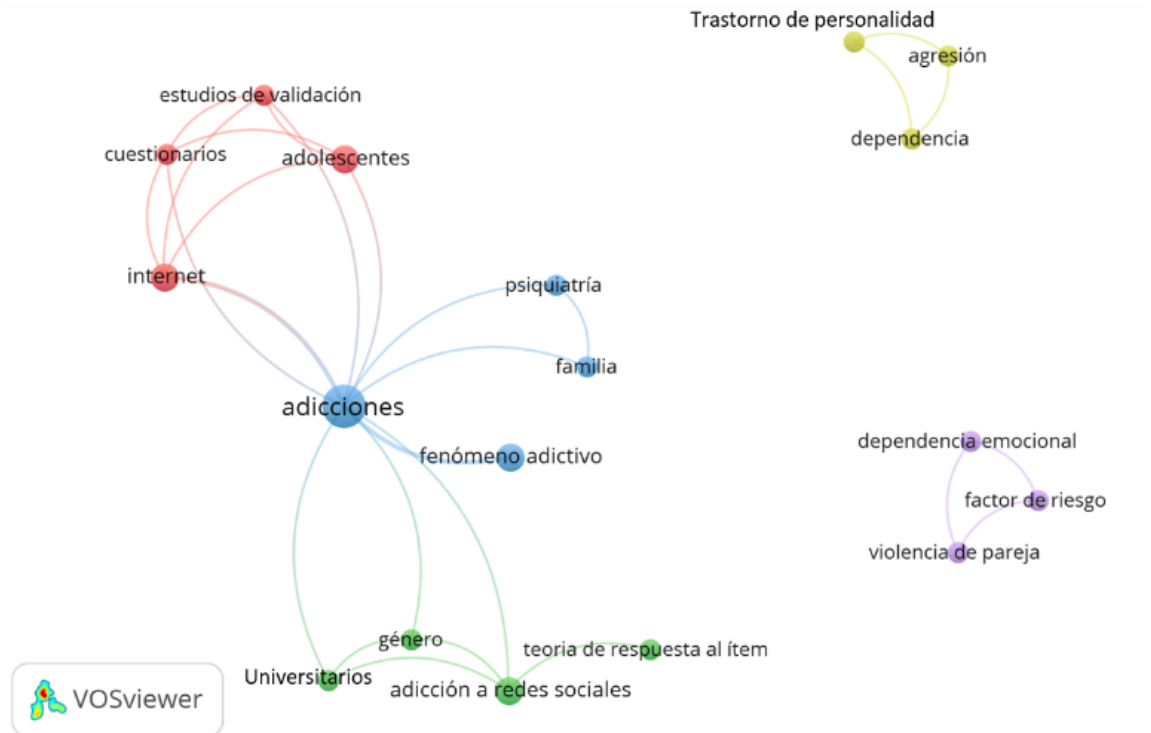 Trastorno de personalidad
agresión
dependencia
estudios de validación
cuestionarios
adolescentes
internet
psiquiatría
familia
adicciones
fenómeno adictivo
dependencia emocional
factor de riesgo
violencia de pareja
género
teoria de respuesta al ítem
Universitarios
adicción a redes sociales
VOSviewer